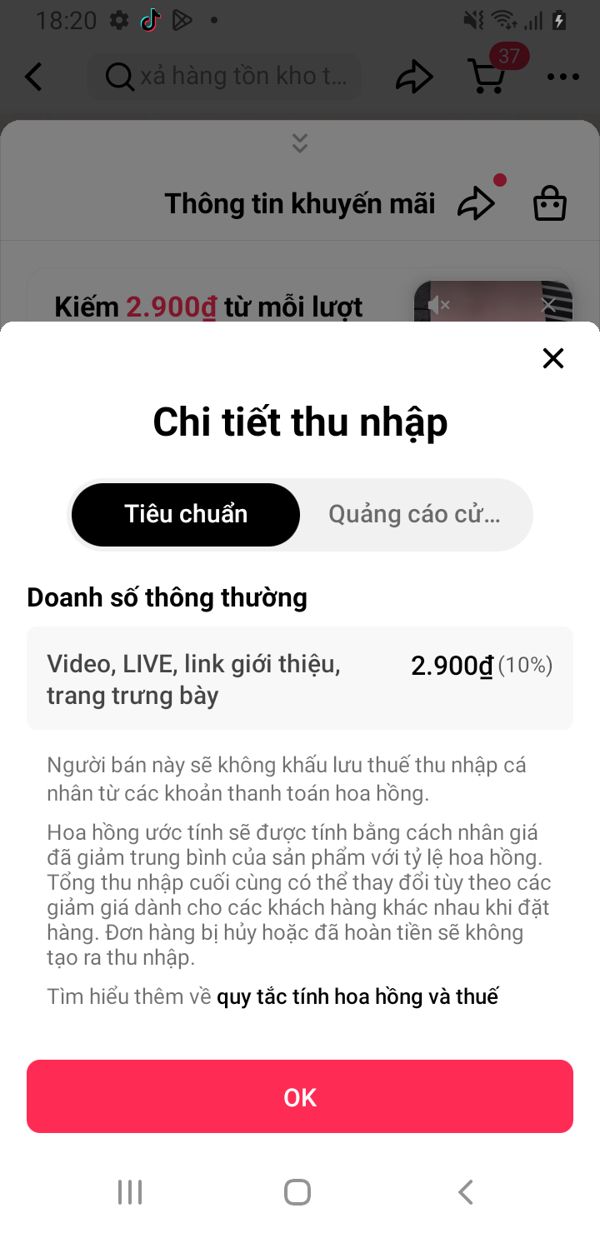 18:20
37
xả hàng tồn kho t...
Thông tin khuyến mãi
Kiếm 2.900₫ từ mỗi lượt
Chi tiết thu nhập
Tiêu chuẩn
Quảng cáo cử...
Doanh số thông thường
Video, LIVE, link giới thiệu,
trang trưng bày
2.900₫ (10%)
Người bán này sẽ không khấu lưu thuế thu nhập cá
nhân từ các khoản thanh toán hoa hồng.
Hoa hồng ước tính sẽ được tính bằng cách nhân giá
đã giảm trung bình của sản phẩm với tỷ lệ hoa hồng.
Tổng thu nhập cuối cùng có thể thay đổi tùy theo các
giảm giá dành cho các khách hàng khác nhau khi đặt
hàng. Đơn hàng bị hủy hoặc đã hoàn tiền sẽ không
tạo ra thu nhập.
Tìm hiểu thêm về quy tắc tính hoa hồng và thuế
OK